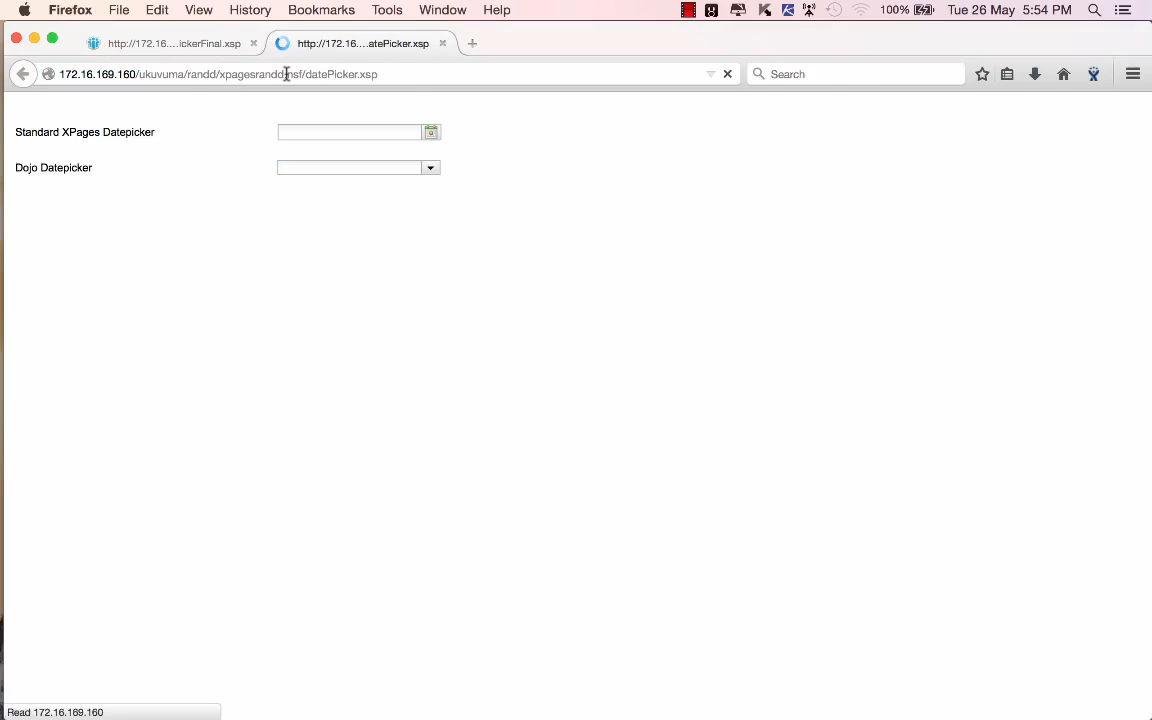 Firefox File Edit View History Bookmarks Tools Window Help 100% Tue 26 May 5:54 PM
http://172.16....ickerFinal.xsp http://172.16....atePicker.xsp
172.16.169.160/ukuvuma/randd/xpagesrandd.nsf/datePicker.xsp Search
Standard XPages Datepicker
Dojo Datepicker
Read 172.16.169.160